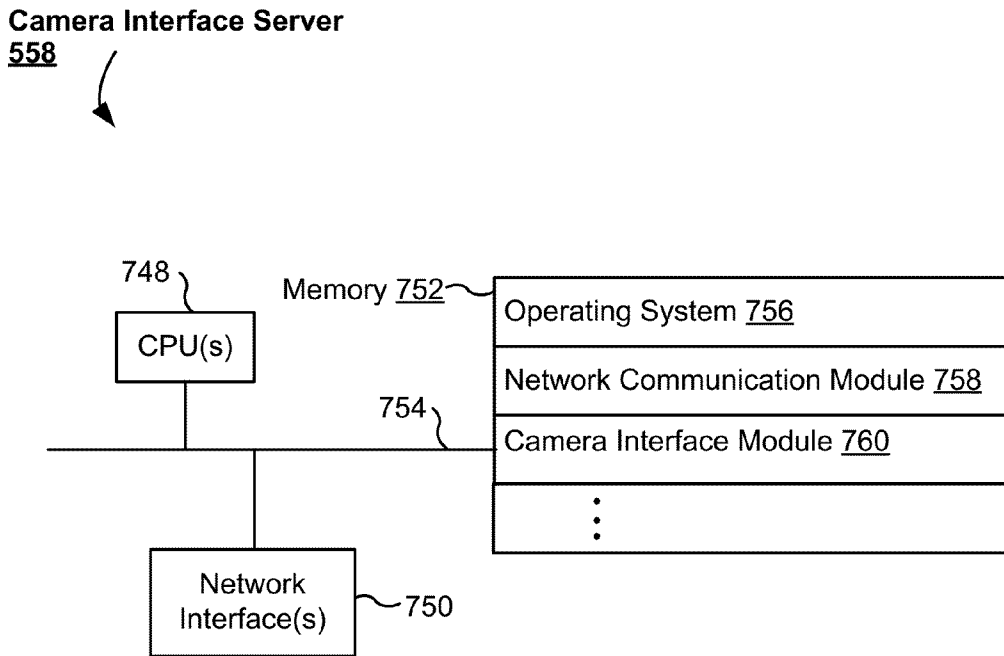 Camera Interface Server
558
748
CPU(s)
Memory 752
Operating System 756
Network Communication Module 758
754
Camera Interface Module 760
Network
Interface(s)
750